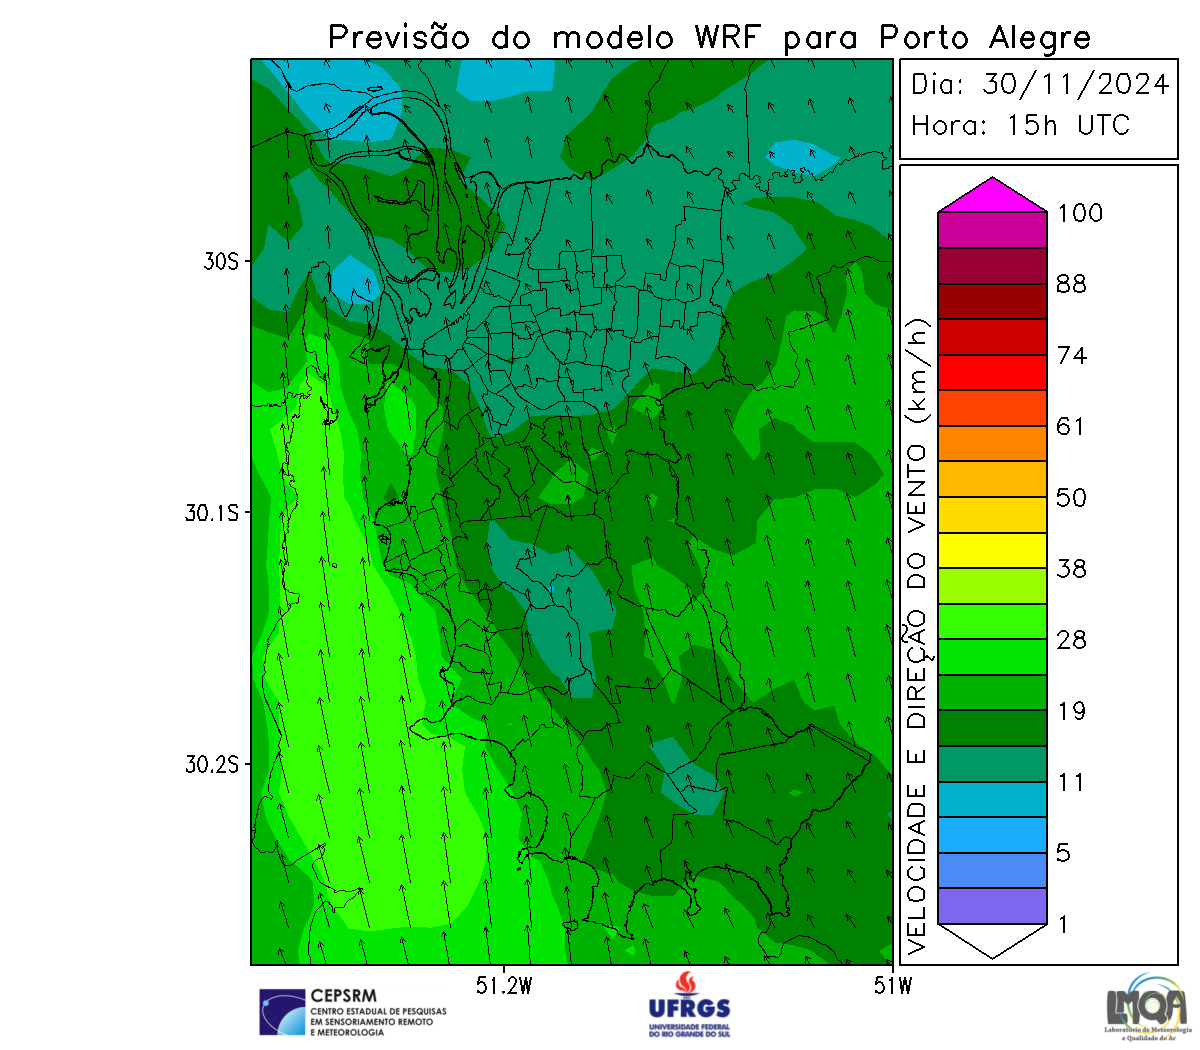 Previsão do modelo WRF para Porto Alegre
Dia: 30/11/2024
Hora: 15h UTC
30S
30.1S
30.2S
51.2W
51W
VELOCIDADE E DIREÇÃO DO VENTO (km/h)
100
88
74
61
50
38
28
19
11
5
1
CEPSRM
CENTRO ESTADUAL DE PESQUISAS
EM SENSORIAMENTO REMOTO
E METEOROLOGIA
UFRGS
UNIVERSIDADE FEDERAL
DO RIO GRANDE DO SUL
LMQA
Laboratório de Meteorologia
e Qualidade do Ar